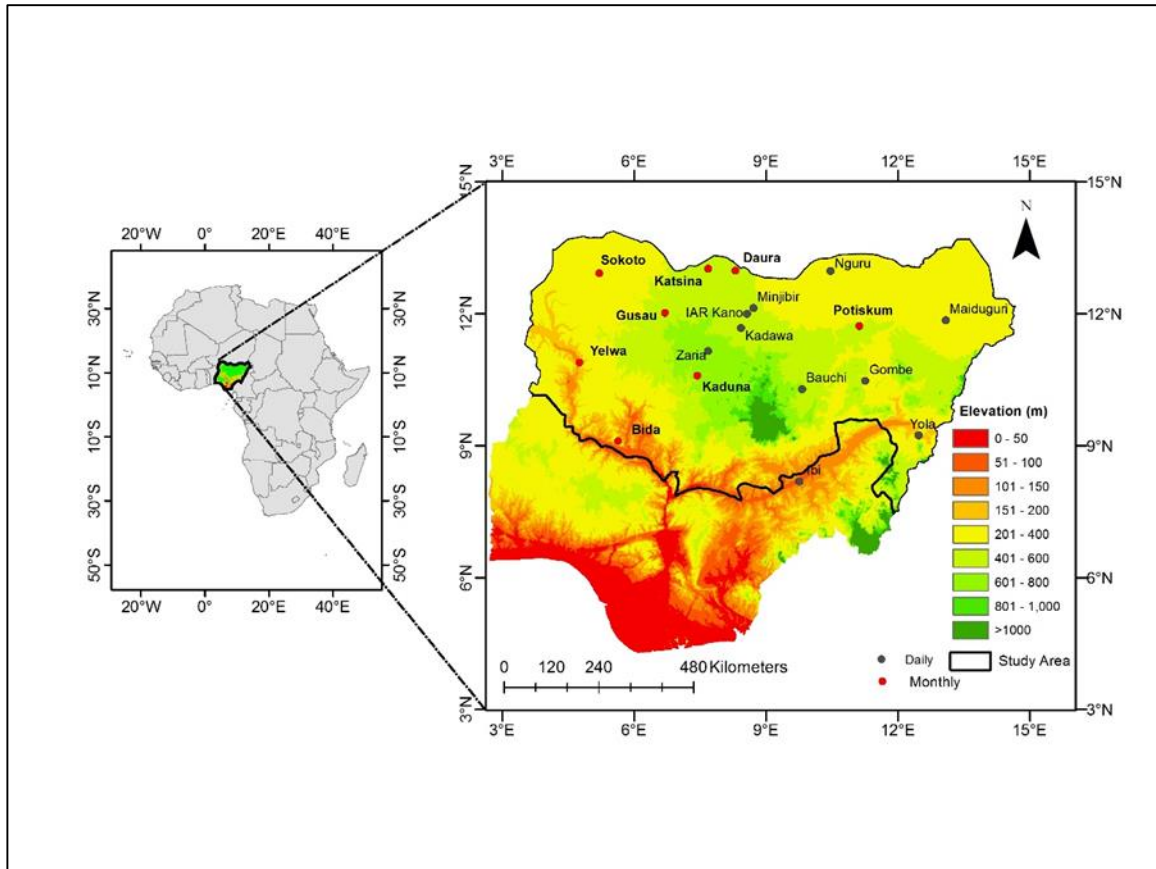 20°W 0° 20°E 40°E
30°N 30°N
10°N 10°N
10°S 10°S
30°S 30°S
50°S 50°S
20°W 0° 20°E 40°E
3°E 6°E 9°E 12°E 15°E
15°N 15°N
N
Sokoto
Katsina
Daura
Nguru
Gusau
IAR Kano
Minjibir
Kadawa
Potiskum
Maiduguri
12°N 12°N
Yelwa
Zaria
Kaduna
Bauchi
Gombe
Bida
Yola
Ibi
9°N 9°N
6°N 6°N
3°N 3°N
Elevation (m)
0 - 50
51 - 100
101 - 150
151 - 200
201 - 400
401 - 600
601 - 800
801 - 1,000
>1000
Daily
Study Area
Monthly
0 120 240 480 Kilometers
3°E 6°E 9°E 12°E 15°E